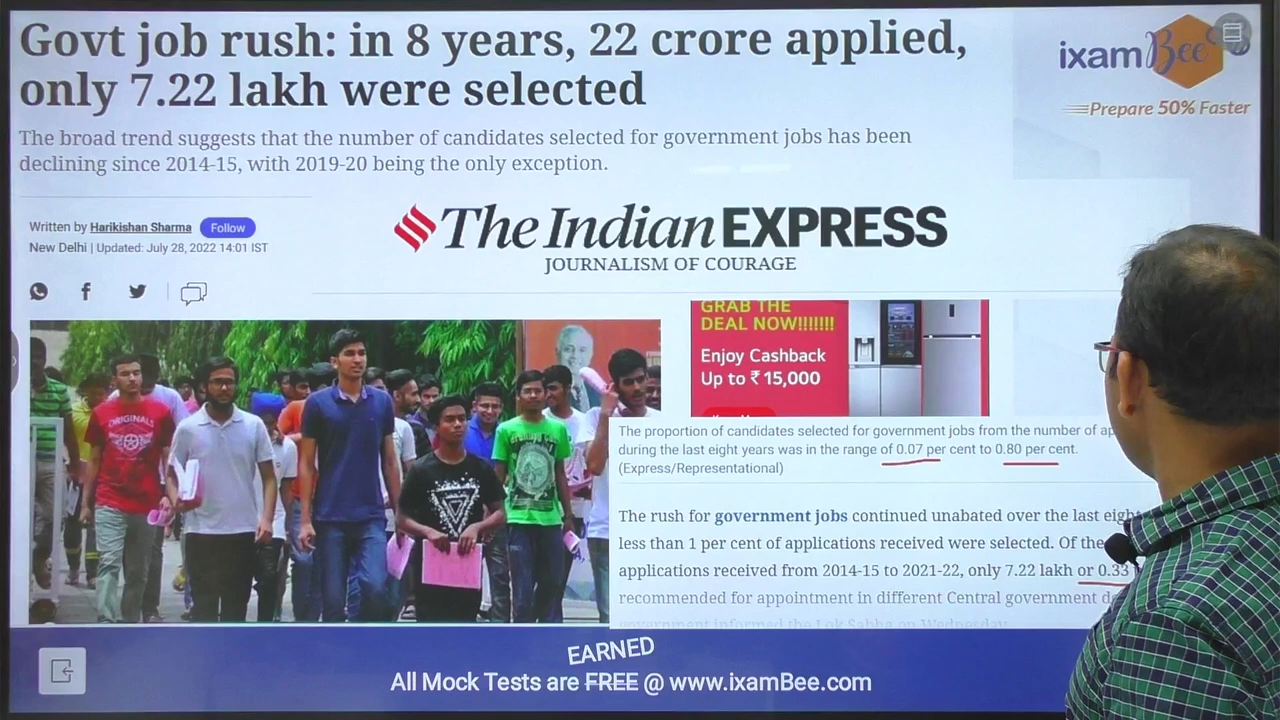 Govt job rush: in 8 years, 22 crore applied,
only 7.22 lakh were selected
ixamBee
Prepare 50% Faster
The broad trend suggests that the number of candidates selected for government jobs has been
declining since 2014-15, with 2019-20 being the only exception.
Written by Harikishan Sharma Follow
New Delhi | Updated: July 28, 2022 14:01 IST
The Indian EXPRESS
JOURNALISM OF COURAGE
GRAB THE
DEAL NOW!!!!!!!
Enjoy Cashback
Up to ₹15,000
ORIGINALS
The proportion of candidates selected for government jobs from the number of ap
during the last eight years was in the range of 0.07 per cent to 0.80 per cent.
(Express/Representational)
The rush for government jobs continued unabated over the last eight
less than 1 per cent of applications received were selected. Of the
applications received from 2014-15 to 2021-22, only 7.22 lakh or 0.33
recommended for appointment in different Central government de
government informed the Lok Sabha on Wednesday
EARNED
All Mock Tests are FREE @ www.ixamBee.com